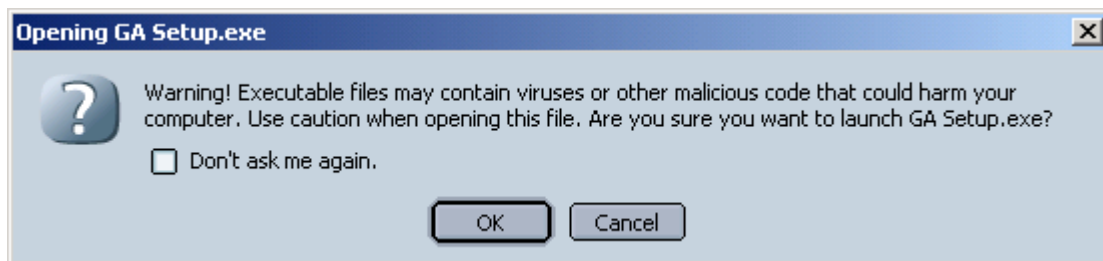 Opening GA Setup.exe
Warning! Executable files may contain viruses or other malicious code that could harm your
computer. Use caution when opening this file. Are you sure you want to launch GA Setup.exe?
Don't ask me again.
OK Cancel